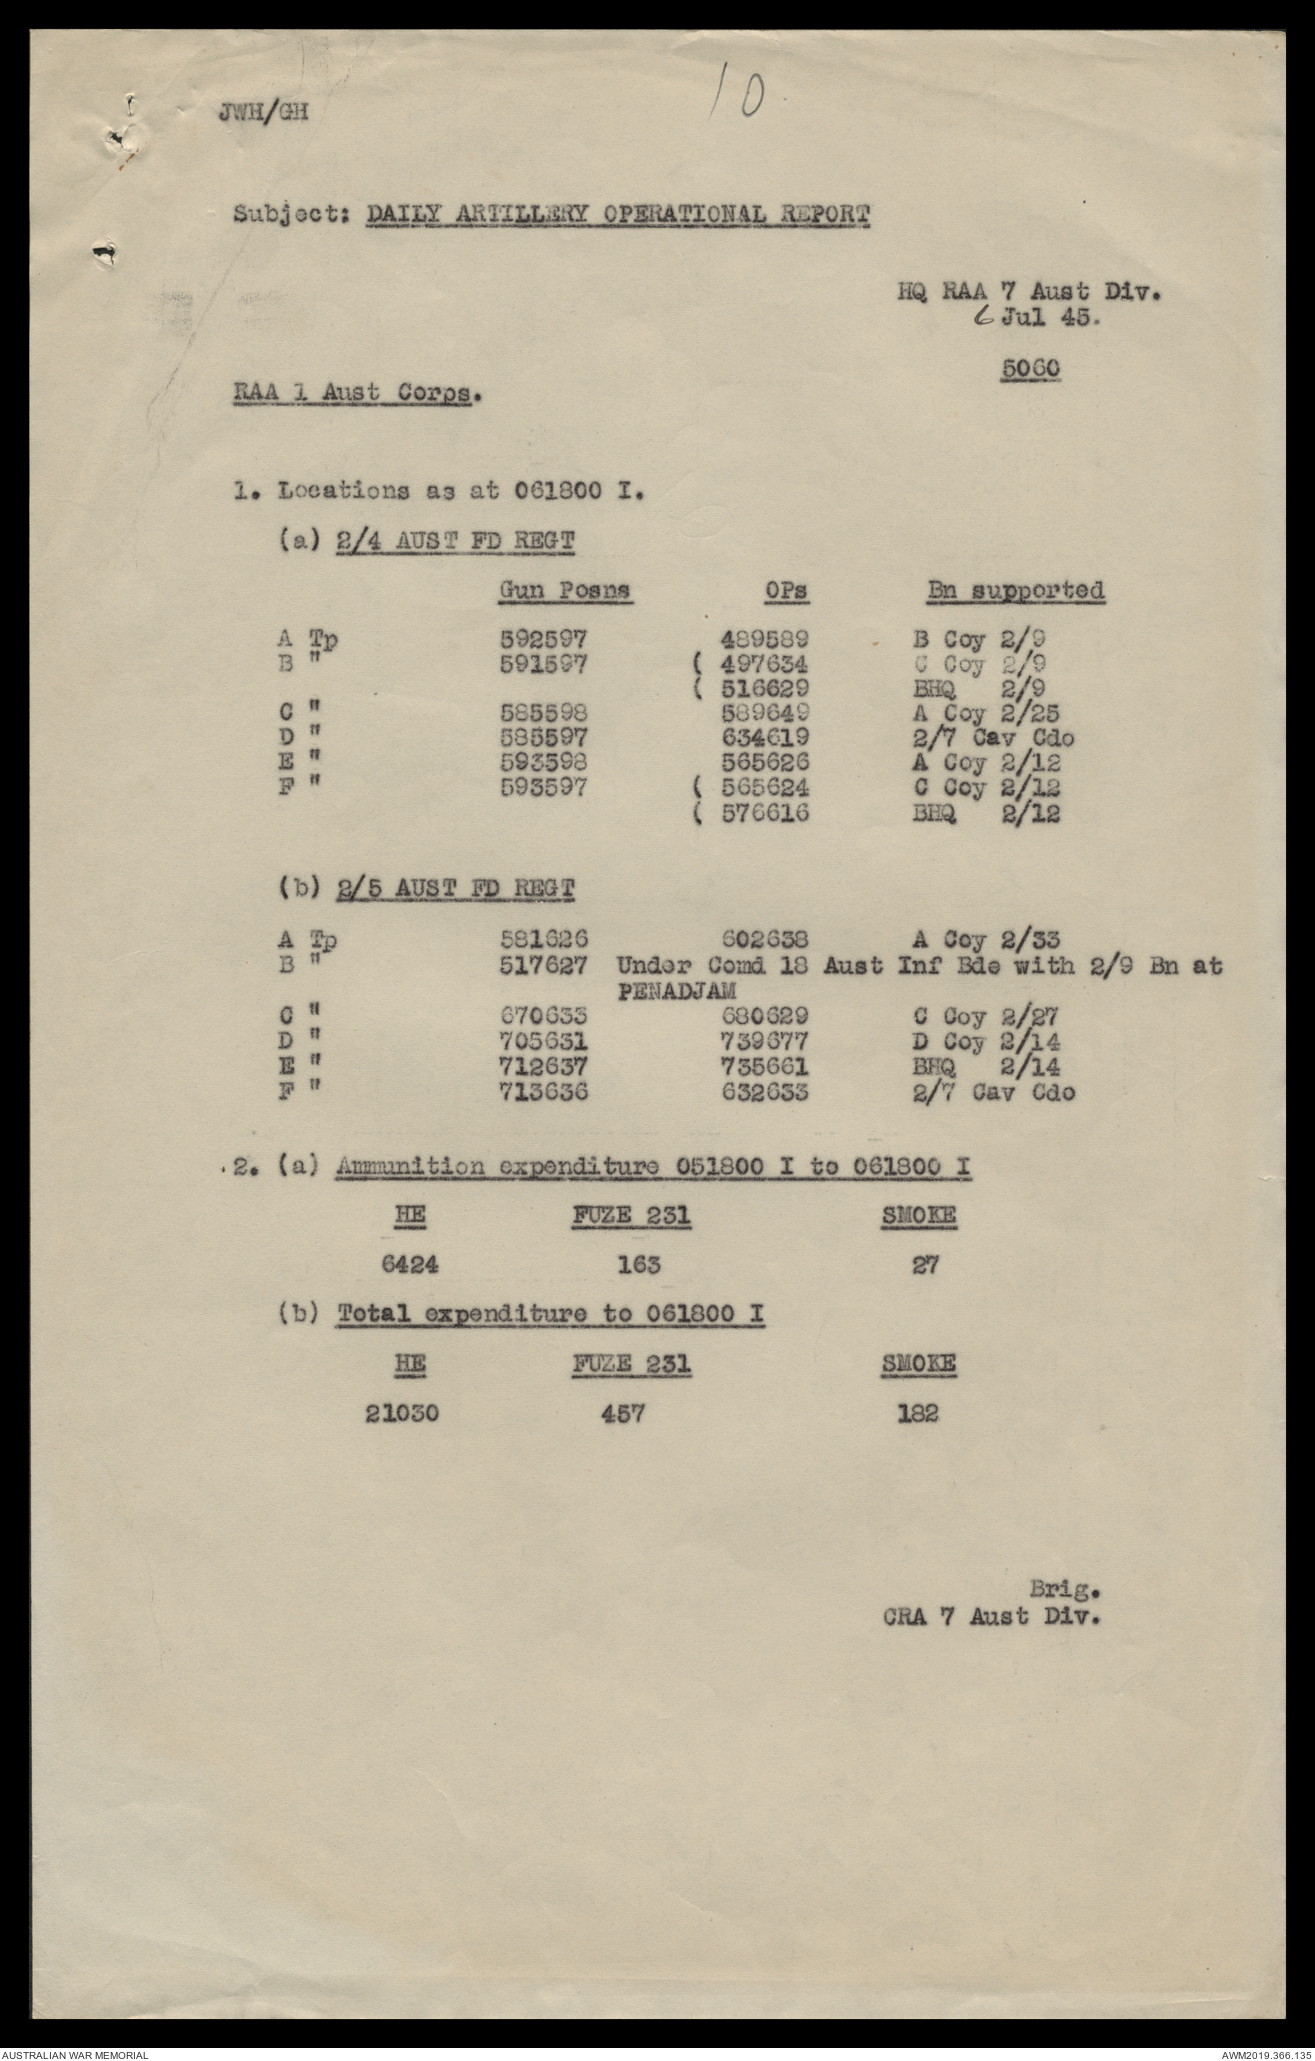 10
JWH/GH
Subject: DAILY ARTILLERY OPERATIONAL REPORT
HQ RAA 7 Aust Div.
6 Jul 45.
5060
RAA 1 Aust Corps.
1. Locations as at 061800 I.
(a) 2/4 AUST FD REGT
Gun Posns OPs Bn supported
A Tp 592597 489589 B Coy 2/9
B " 591597 ( 497634 C Coy 2/9
( 516629 BHQ 2/9
C " 585598 589649 A Coy 2/25
D " 585597 634619 2/7 Cav Cdo
E " 593598 565626 A Coy 2/12
F " 593597 ( 565624 C Coy 2/12
( 576616 BHQ 2/12
(b) 2/5 AUST FD REGT
A Tp 581626 602638 A Coy 2/33
B " 517627 Under Comd 18 Aust Inf Bde with 2/9 Bn at
PENADJAM
C " 670633 680629 C Coy 2/27
D " 705631 739677 D Coy 2/14
E " 712637 735661 BHQ 2/14
F " 713636 632633 2/7 Cav Cdo
2. (a) Ammunition expenditure 051800 I to 061800 I
HE FUZE 231 SMOKE
6424 163 27
(b) Total expenditure to 061800 I
HE FUZE 231 SMOKE
21030 457 182
Brig.
CRA 7 Aust Div.
AUSTRALIAN WAR MEMORIAL AWM2019.366.135